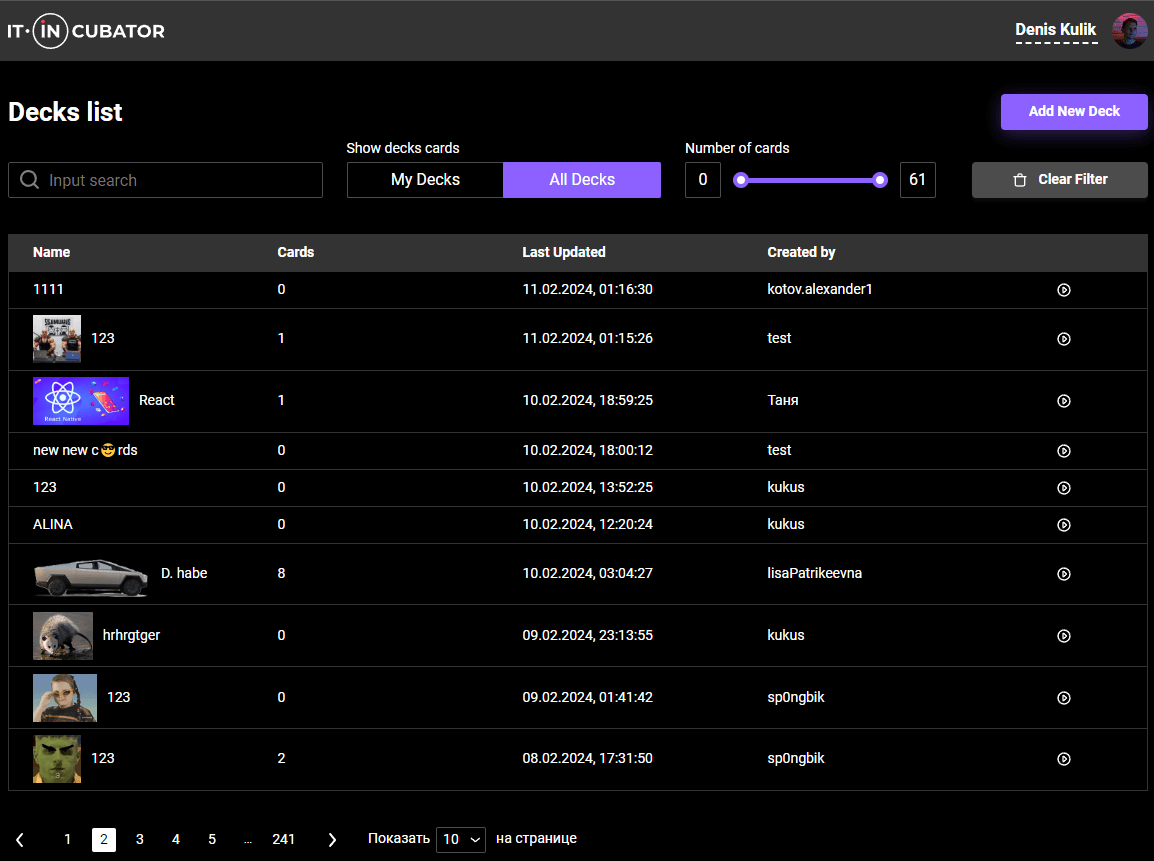 IT·INCUBATOR
Denis Kulik
Decks list
Add New Deck
Show decks cards
Number of cards
Input search
My Decks
All Decks
0
61
Clear Filter
Name Cards Last Updated Created by
1111 0 11.02.2024, 01:16:30 kotov.alexander1
123 1 11.02.2024, 01:15:26 test
React Native
React 1 10.02.2024, 18:59:25 Таня
new new c😎rds 0 10.02.2024, 18:00:12 test
123 0 10.02.2024, 13:52:25 kukus
ALINA 0 10.02.2024, 12:20:24 kukus
D. habe 8 10.02.2024, 03:04:27 lisaPatrikeevna
hrhrgtger 0 09.02.2024, 23:13:55 kukus
123 0 09.02.2024, 01:41:42 sp0ngbik
123 2 08.02.2024, 17:31:50 sp0ngbik
1 2 3 4 5 ... 241
Показать 10 на странице